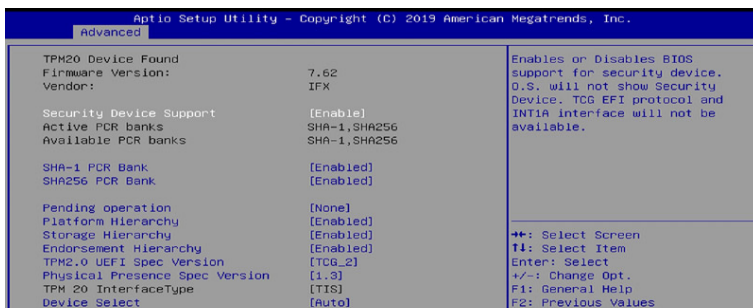 Aptio Setup Utility – Copyright (C) 2019 American Megatrends, Inc.
Advanced
TPM20 Device Found
Firmware Version: 7.62
Vendor: IFX
Security Device Support [Enable]
Active PCR banks SHA-1,SHA256
Available PCR banks SHA-1,SHA256
SHA-1 PCR Bank [Enabled]
SHA256 PCR Bank [Enabled]
Pending operation [None]
Platform Hierarchy [Enabled]
Storage Hierarchy [Enabled]
Endorsement Hierarchy [Enabled]
TPM2.0 UEFI Spec Version [TCG_2]
Physical Presence Spec Version [1.3]
TPM 20 InterfaceType [TIS]
Device Select [Auto]
Enables or Disables BIOS
support for security device.
O.S. will not show Security
Device. TCG EFI protocol and
INT1A interface will not be
available.
→←: Select Screen
↑↓: Select Item
Enter: Select
+/-: Change Opt.
F1: General Help
F2: Previous Values